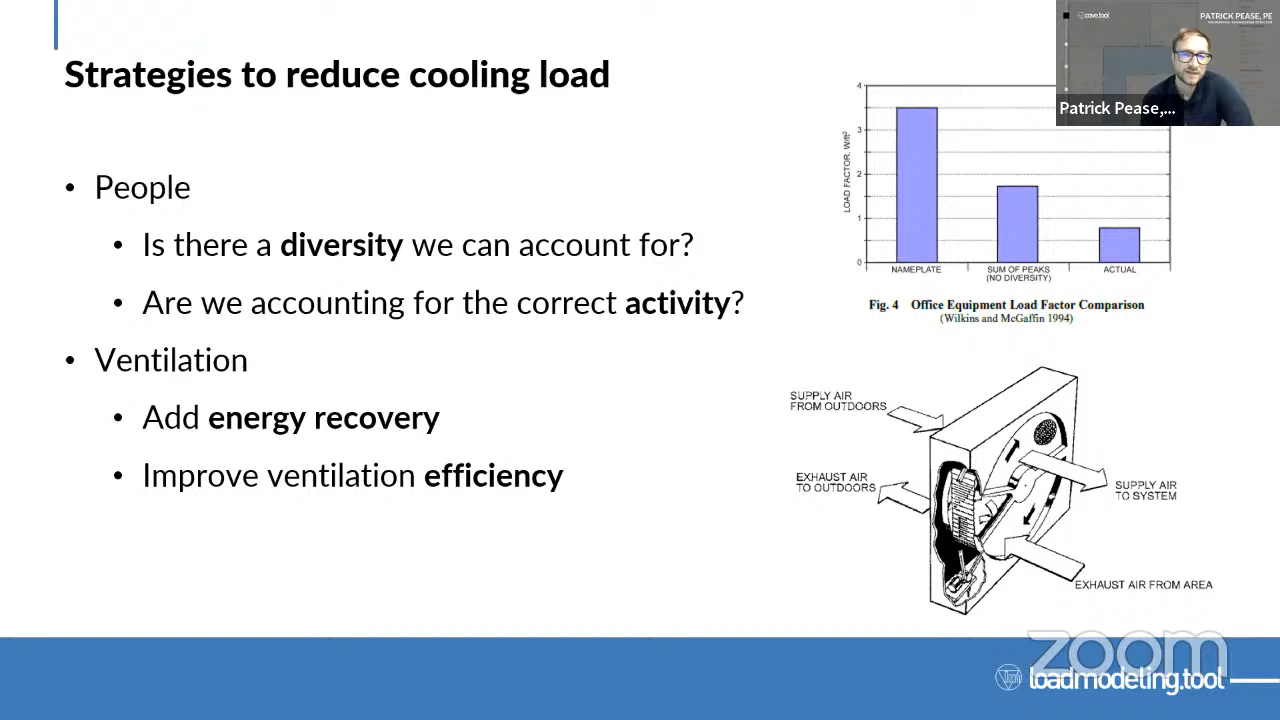 Strategies to reduce cooling load
• People
• Is there a diversity we can account for?
• Are we accounting for the correct activity?
• Ventilation
• Add energy recovery
• Improve ventilation efficiency
cove.tool
PATRICK PEASE, PE
Patrick Pease,...
4
3
2
1
0
LOAD FACTOR, W/ft²
NAMEPLATE
SUM OF PEAKS
(NO DIVERSITY)
ACTUAL
Fig. 4 Office Equipment Load Factor Comparison
(Wilkins and McGaffin 1994)
SUPPLY AIR
FROM OUTDOORS
EXHAUST AIR
TO OUTDOORS
SUPPLY AIR
TO SYSTEM
EXHAUST AIR FROM AREA
zoom
loadmodeling.tool